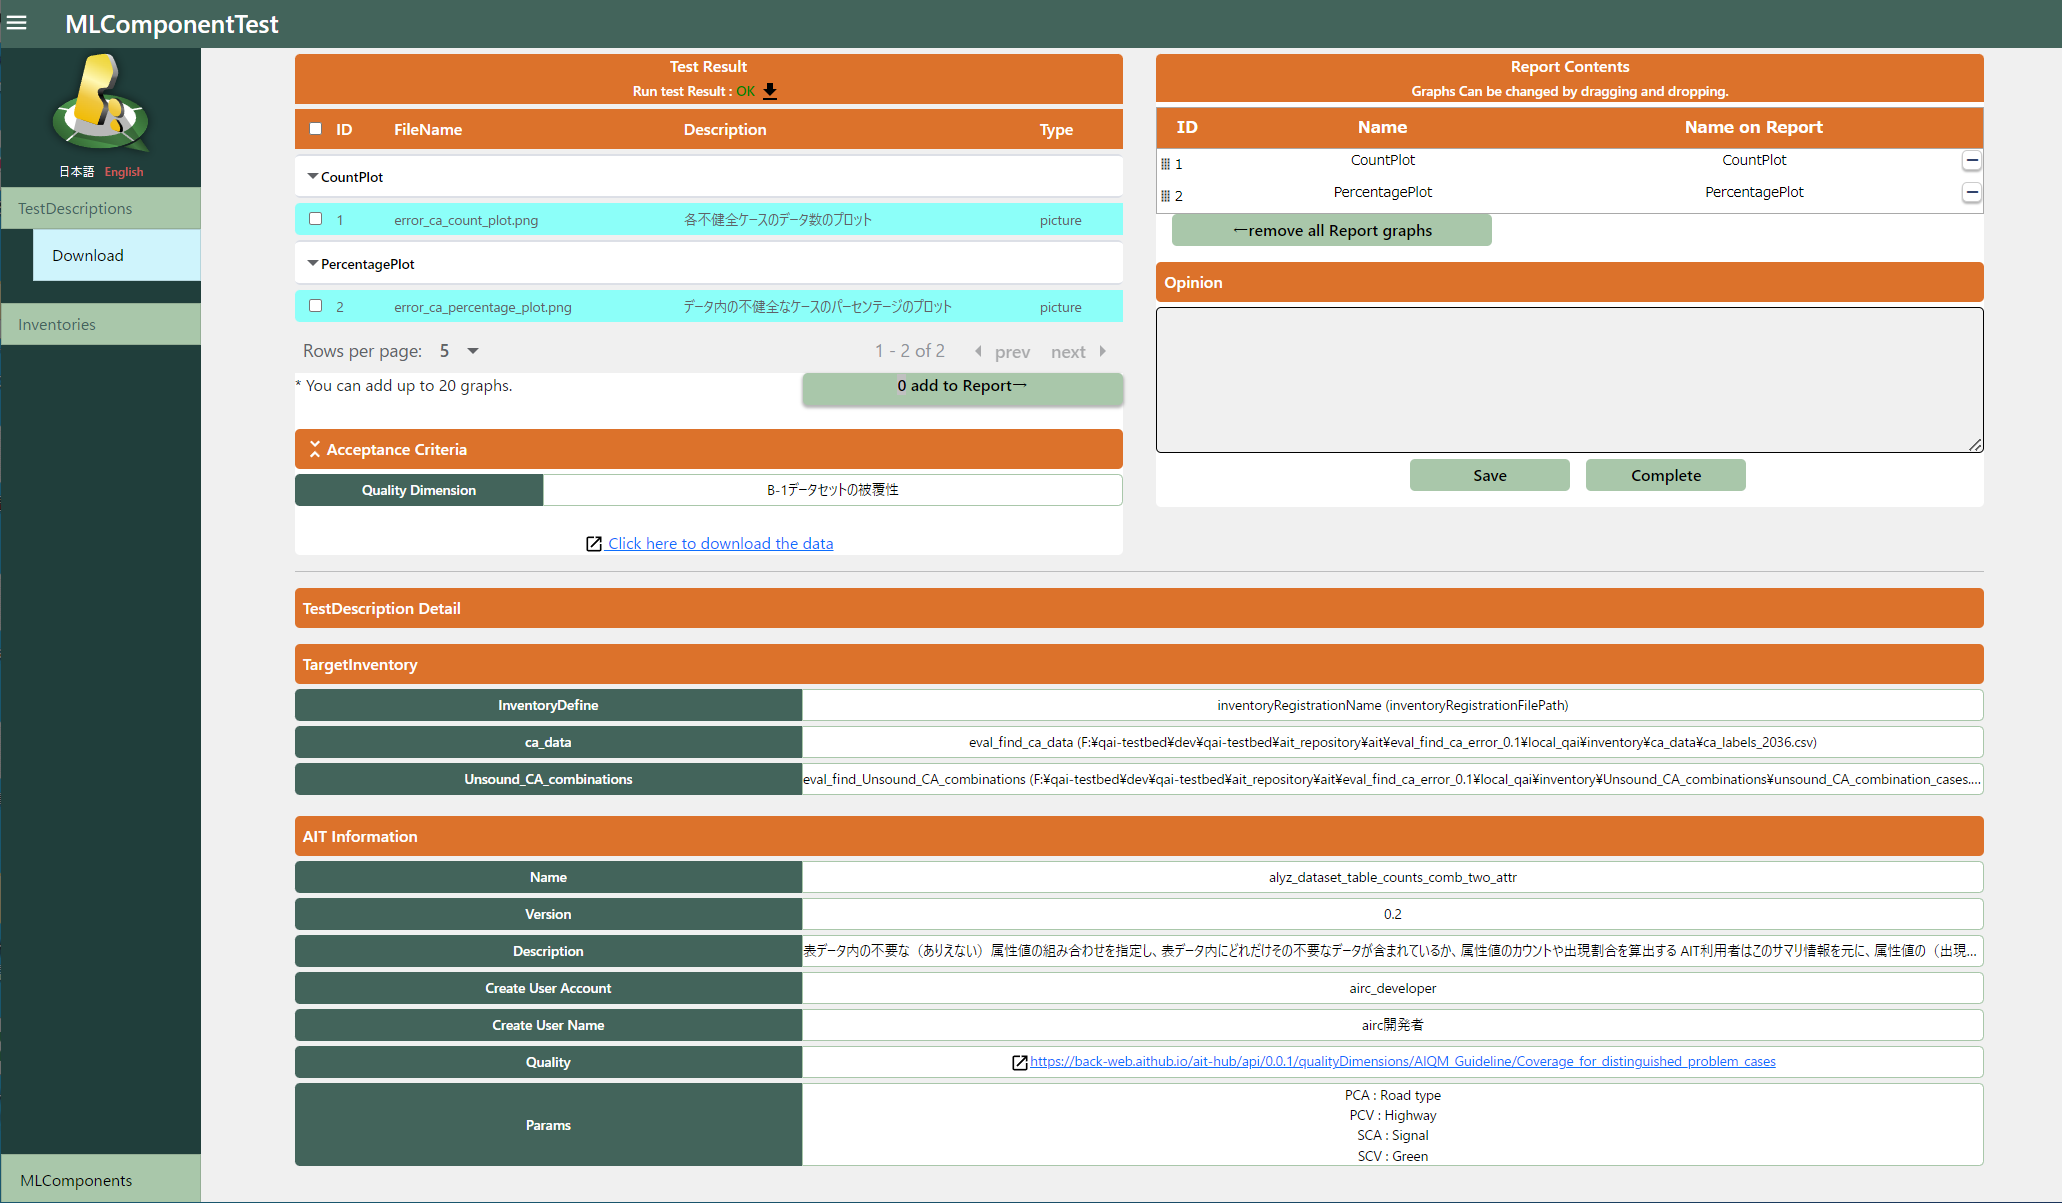 MLComponentTest
日本語 English
TestDescriptions
Download
Inventories
MLComponents
Test Result
Run test Result : OK
ID FileName Description Type
CountPlot
1 error_ca_count_plot.png 各不健全ケースのデータ数のプロット picture
PercentagePlot
2 error_ca_percentage_plot.png データ内の不健全なケースのパーセンテージのプロット picture
Rows per page: 5 1 - 2 of 2 prev next
* You can add up to 20 graphs. 0 add to Report→
Acceptance Criteria
Quality Dimension B-1データセットの被覆性
Click here to download the data
Report Contents
Graphs Can be changed by dragging and dropping.
ID Name Name on Report
1 CountPlot CountPlot
2 PercentagePlot PercentagePlot
←remove all Report graphs
Opinion
Save Complete
TestDescription Detail
TargetInventory
InventoryDefine inventoryRegistrationName (inventoryRegistrationFilePath)
ca_data eval_find_ca_data (F:¥qai-testbed¥dev¥qai-testbed¥ait_repository¥ait¥eval_find_ca_error_0.1¥local_qai¥inventory¥ca_data¥ca_labels_2036.csv)
Unsound_CA_combinations eval_find_Unsound_CA_combinations (F:¥qai-testbed¥dev¥qai-testbed¥ait_repository¥ait¥eval_find_ca_error_0.1¥local_qai¥inventory¥Unsound_CA_combinations¥unsound_CA_combination_cases....
AIT Information
Name alyz_dataset_table_counts_comb_two_attr
Version 0.2
Description 表データ内の不要な（ありえない）属性値の組み合わせを指定し、表データ内にどれだけその不要なデータが含まれているか、属性値のカウントや出現割合を算出する AIT利用者はこのサマリ情報を元に、属性値の（出現...
Create User Account airc_developer
Create User Name airc開発者
Quality https://back-web.aithub.io/ait-hub/api/0.0.1/qualityDimensions/AIQM_Guideline/Coverage_for_distinguished_problem_cases
Params
PCA : Road type
PCV : Highway
SCA : Signal
SCV : Green